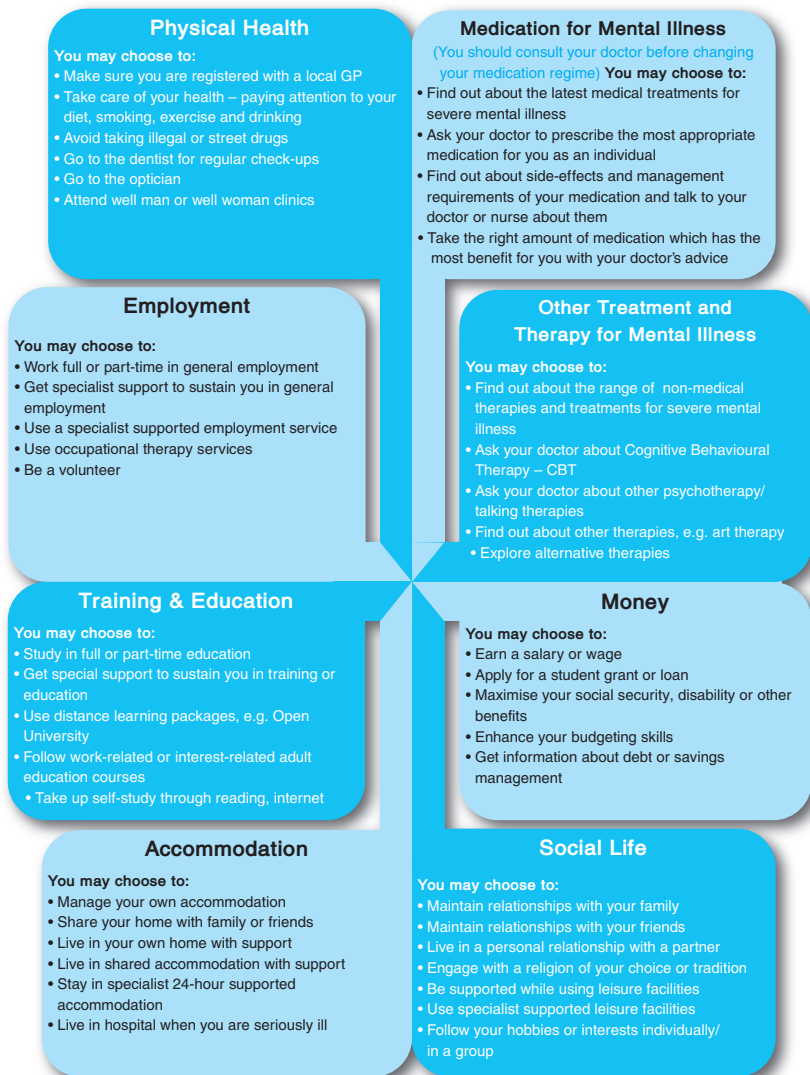 Physical Health
You may choose to:
• Make sure you are registered with a local GP
• Take care of your health – paying attention to your
diet, smoking, exercise and drinking
• Avoid taking illegal or street drugs
• Go to the dentist for regular check-ups
• Go to the optician
• Attend well man or well woman clinics
Medication for Mental Illness
(You should consult your doctor before changing
your medication regime) You may choose to:
• Find out about the latest medical treatments for
severe mental illness
• Ask your doctor to prescribe the most appropriate
medication for you as an individual
• Find out about side-effects and management
requirements of your medication and talk to your
doctor or nurse about them
• Take the right amount of medication which has the
most benefit for you with your doctor's advice
Employment
You may choose to:
• Work full or part-time in general employment
• Get specialist support to sustain you in general
employment
• Use a specialist supported employment service
• Use occupational therapy services
• Be a volunteer
Other Treatment and
Therapy for Mental Illness
You may choose to:
• Find out about the range of non-medical
therapies and treatments for severe mental
illness
• Ask your doctor about Cognitive Behavioural
Therapy – CBT
• Ask your doctor about other psychotherapy/
talking therapies
• Find out about other therapies, e.g. art therapy
• Explore alternative therapies
Training & Education
You may choose to:
• Study in full or part-time education
• Get special support to sustain you in training or
education
• Use distance learning packages, e.g. Open
University
• Follow work-related or interest-related adult
education courses
• Take up self-study through reading, internet
Money
You may choose to:
• Earn a salary or wage
• Apply for a student grant or loan
• Maximise your social security, disability or other
benefits
• Enhance your budgeting skills
• Get information about debt or savings
management
Accommodation
You may choose to:
• Manage your own accommodation
• Share your home with family or friends
• Live in your own home with support
• Live in shared accommodation with support
• Stay in specialist 24-hour supported
accommodation
• Live in hospital when you are seriously ill
Social Life
You may choose to:
• Maintain relationships with your family
• Maintain relationships with your friends
• Live in a personal relationship with a partner
• Engage with a religion of your choice or tradition
• Be supported while using leisure facilities
• Use specialist supported leisure facilities
• Follow your hobbies or interests individually/
in a group